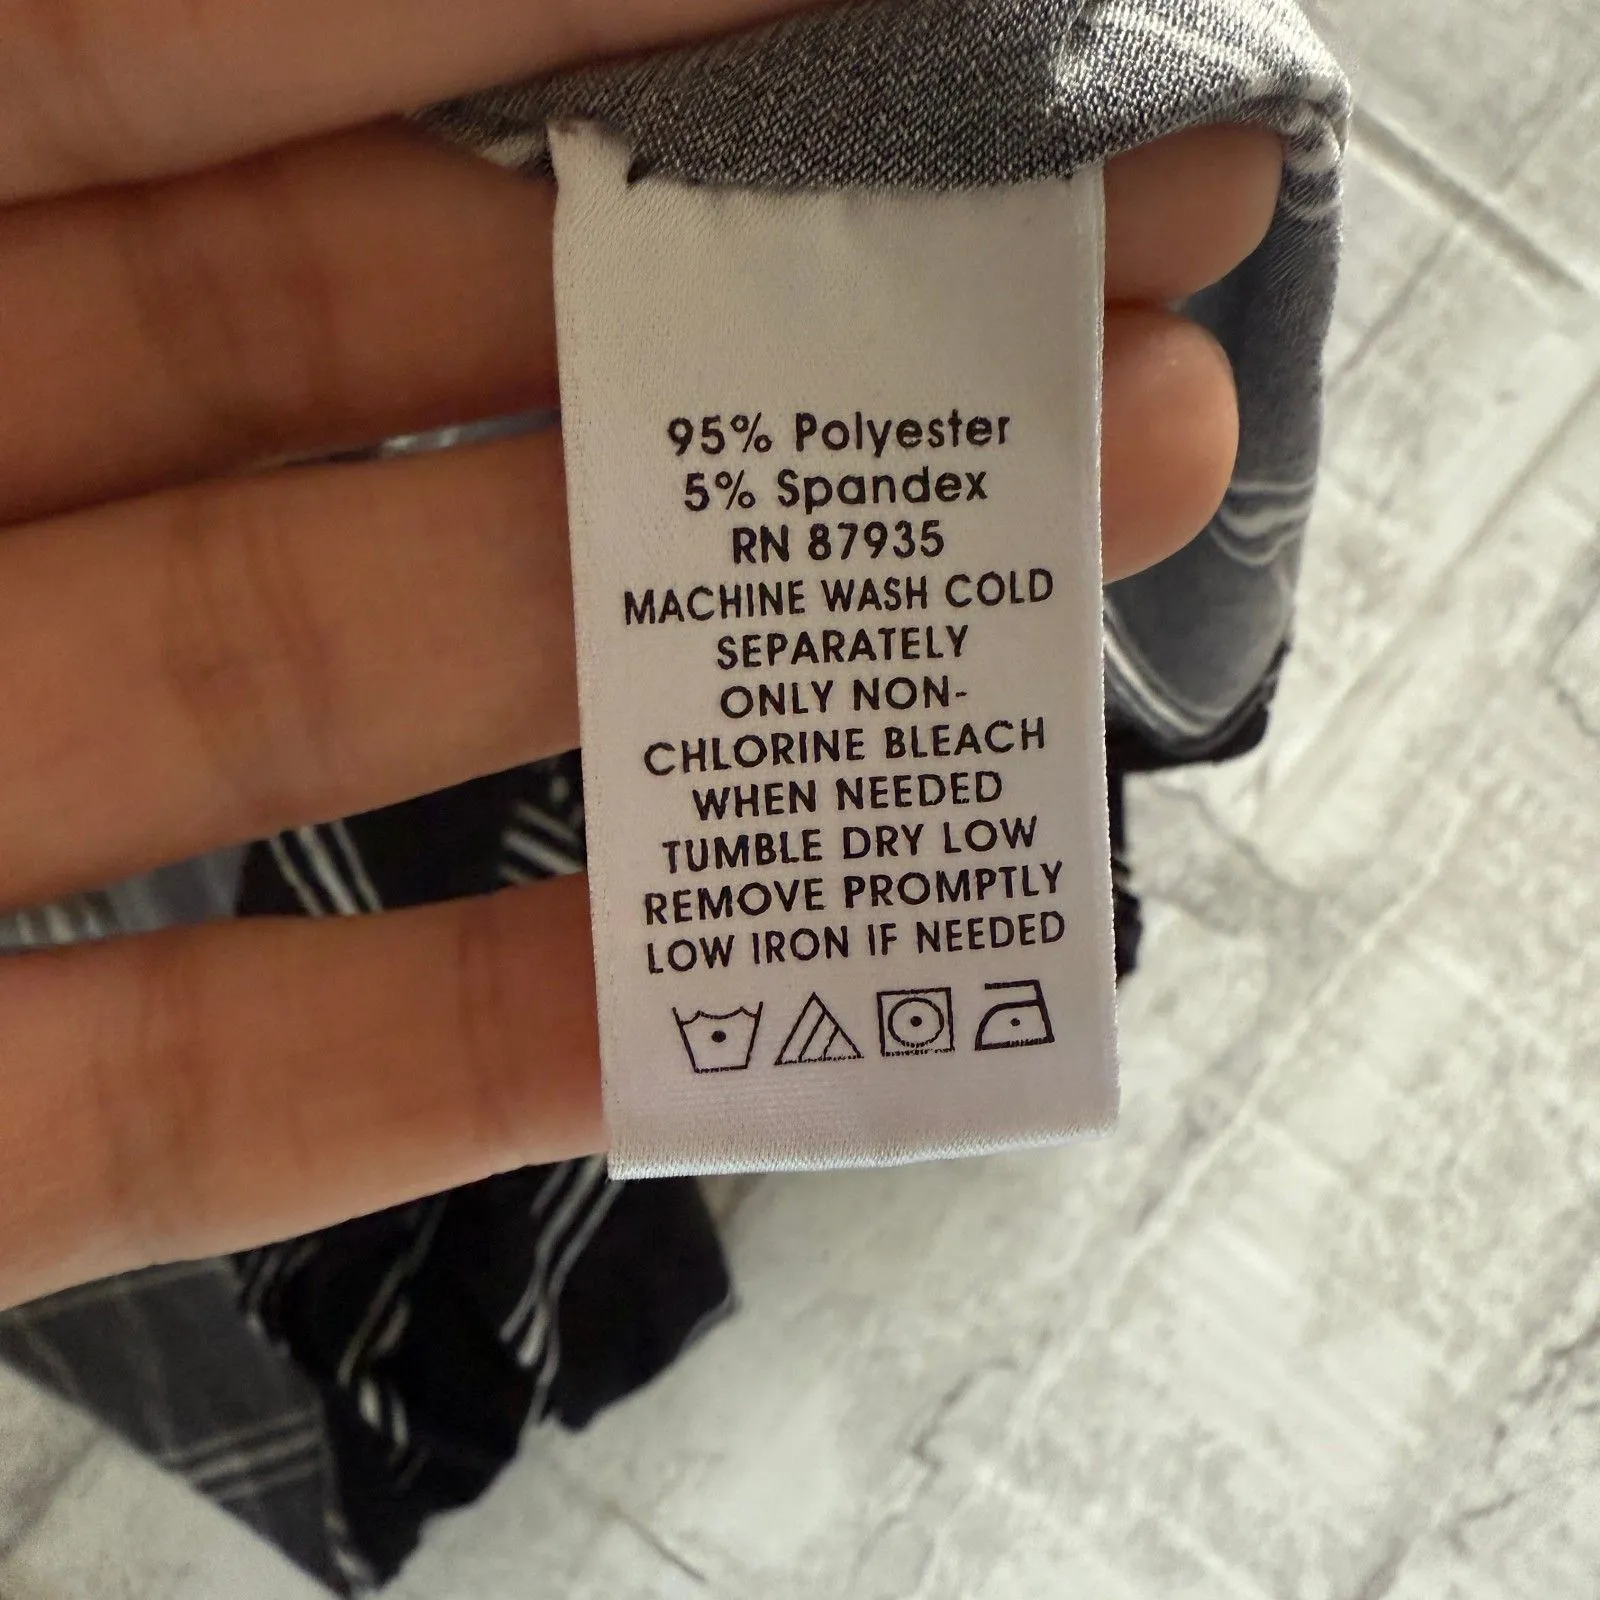 95% Polyester
5% Spandex
RN 87935
MACHINE WASH COLD
SEPARATELY
ONLY NON-
CHLORINE BLEACH
WHEN NEEDED
TUMBLE DRY LOW
REMOVE PROMPTLY
LOW IRON IF NEEDED